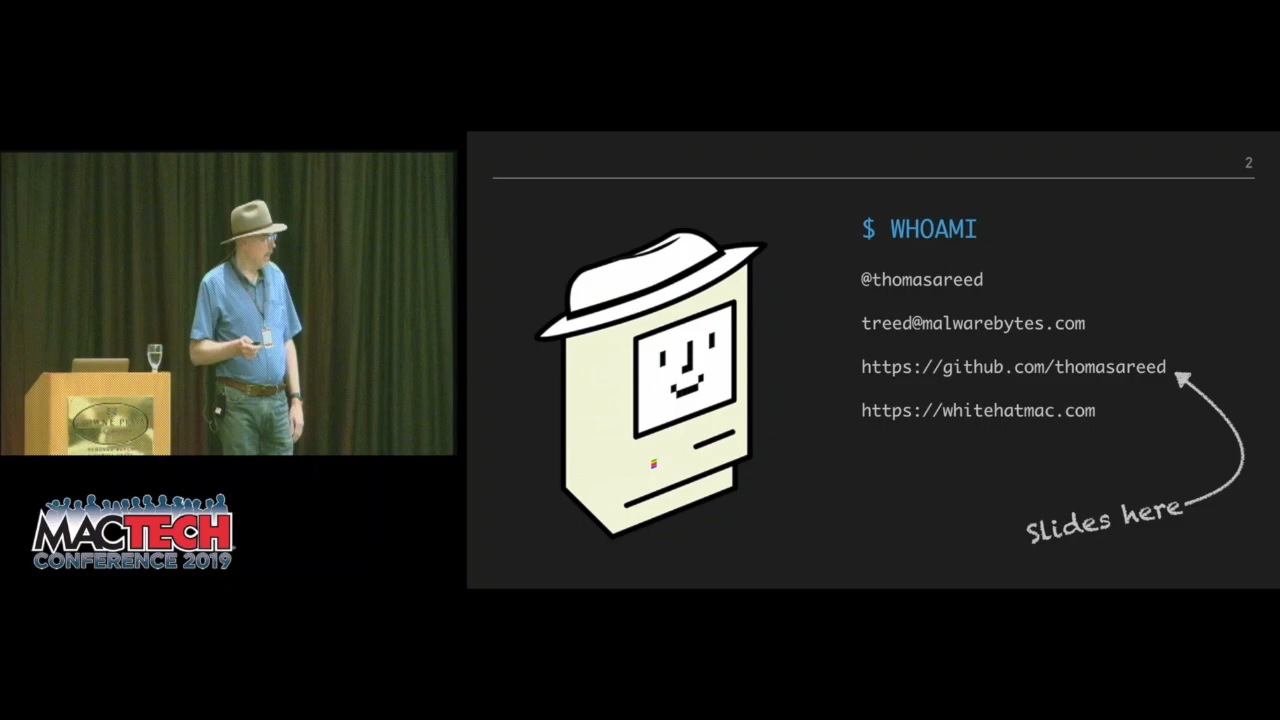 2
$ WHOAMI
@thomasareed
treed@malwarebytes.com
https://github.com/thomasareed
https://whitehatmac.com
Slides here
MACTECH
CONFERENCE 2019